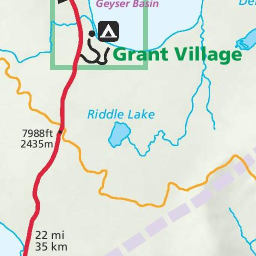 Geyser Basin
Grant Village
Riddle Lake
7988ft
2435m
22 mi
35 km